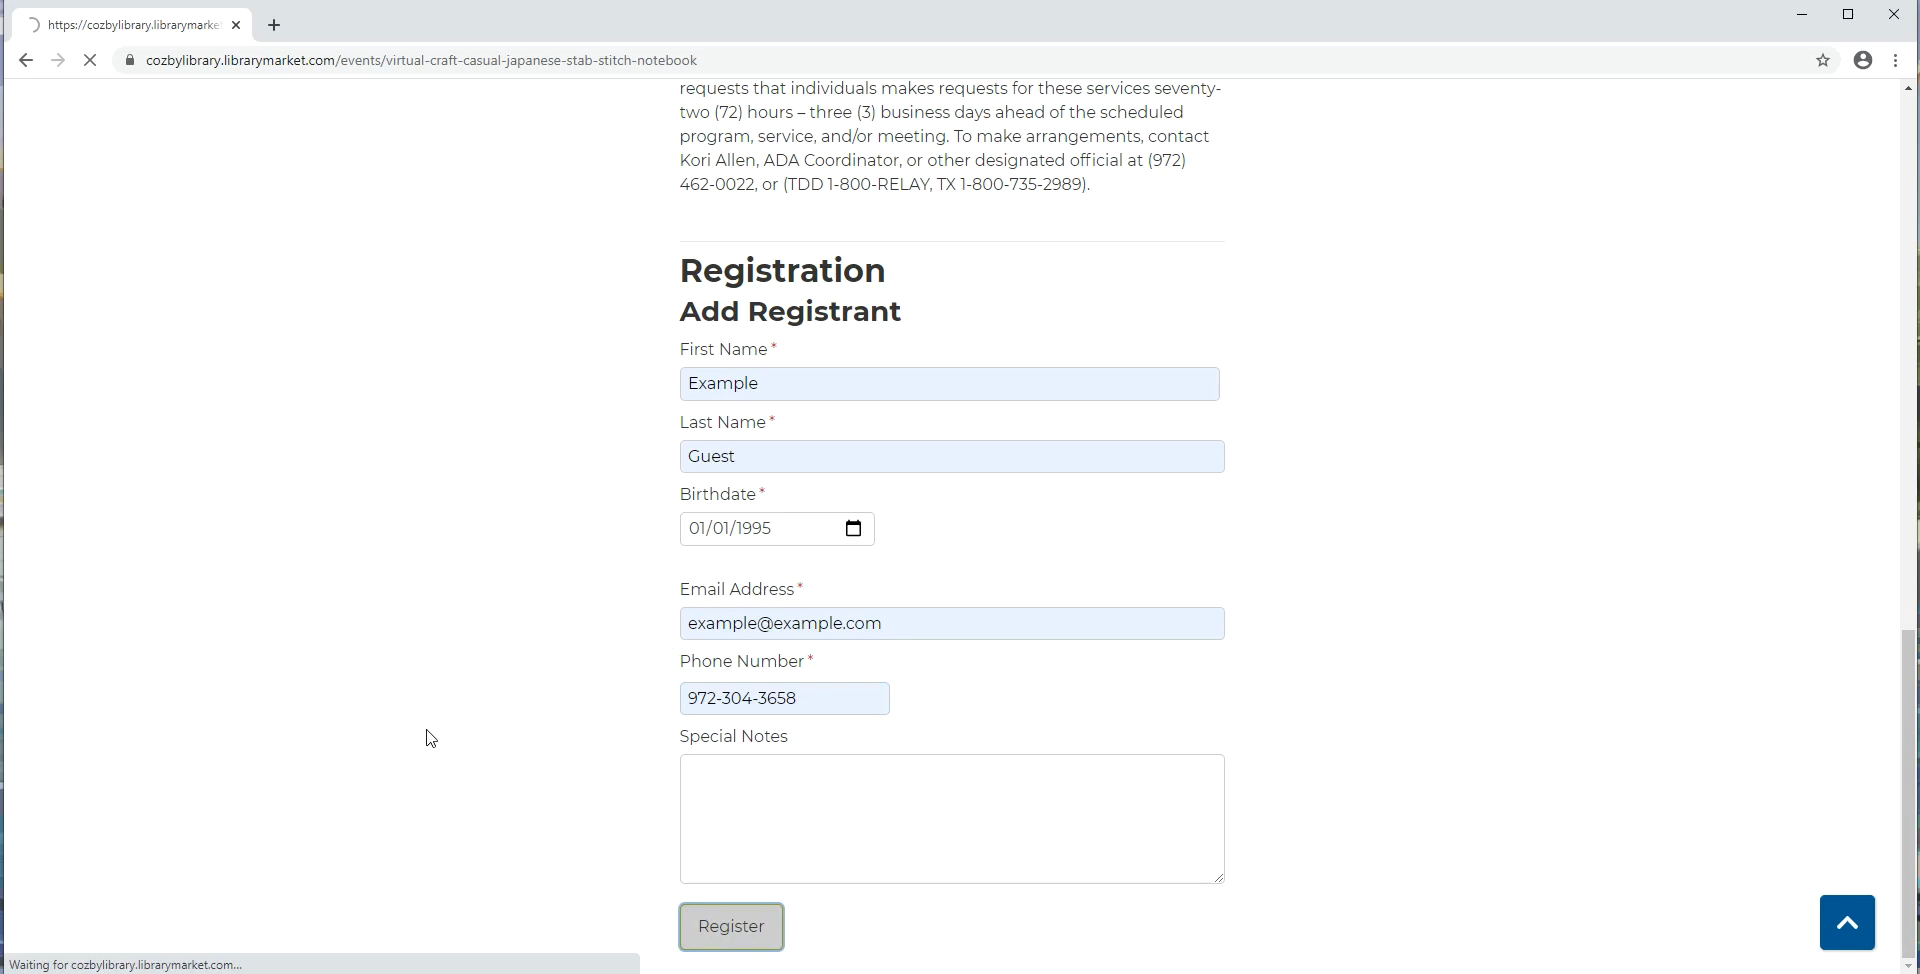 https://cozbylibrary.librarymarke
cozbylibrary.librarymarket.com/events/virtual-craft-casual-japanese-stab-stitch-notebook
requests that individuals makes requests for these services seventy-
two (72) hours – three (3) business days ahead of the scheduled
program, service, and/or meeting. To make arrangements, contact
Kori Allen, ADA Coordinator, or other designated official at (972)
462-0022, or (TDD 1-800-RELAY, TX 1-800-735-2989).
Registration
Add Registrant
First Name *
Example
Last Name *
Guest
Birthdate *
01/01/1995
Email Address *
example@example.com
Phone Number *
972-304-3658
Special Notes
Register
Waiting for cozbylibrary.librarymarket.com...